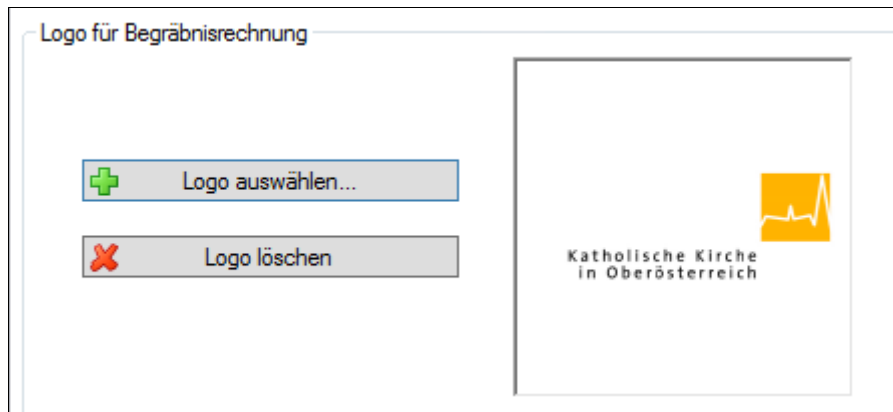 Logo für Begräbnisrechnung
Logo auswählen...
Logo löschen
Katholische Kirche
in Oberösterreich